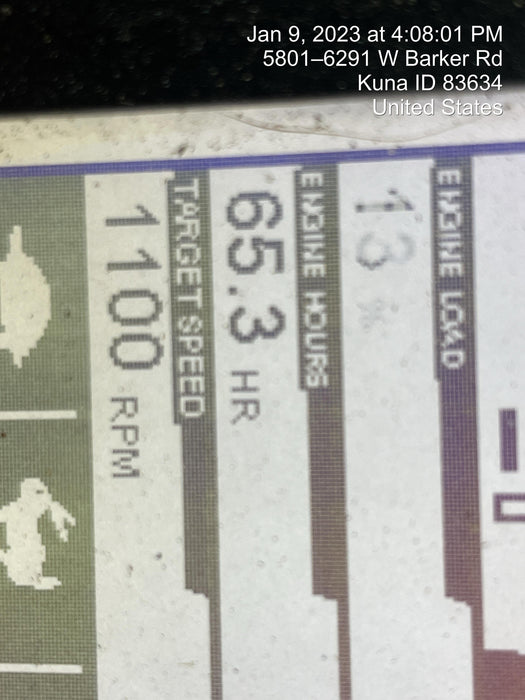 Jan 9, 2023 at 4:08:01 PM
5801–6291 W Barker Rd
Kuna ID 83634
United States
ENGINE LOAD
13 %
ENGINE HOURS
65.3 HR
TARGET SPEED
1100 RPM